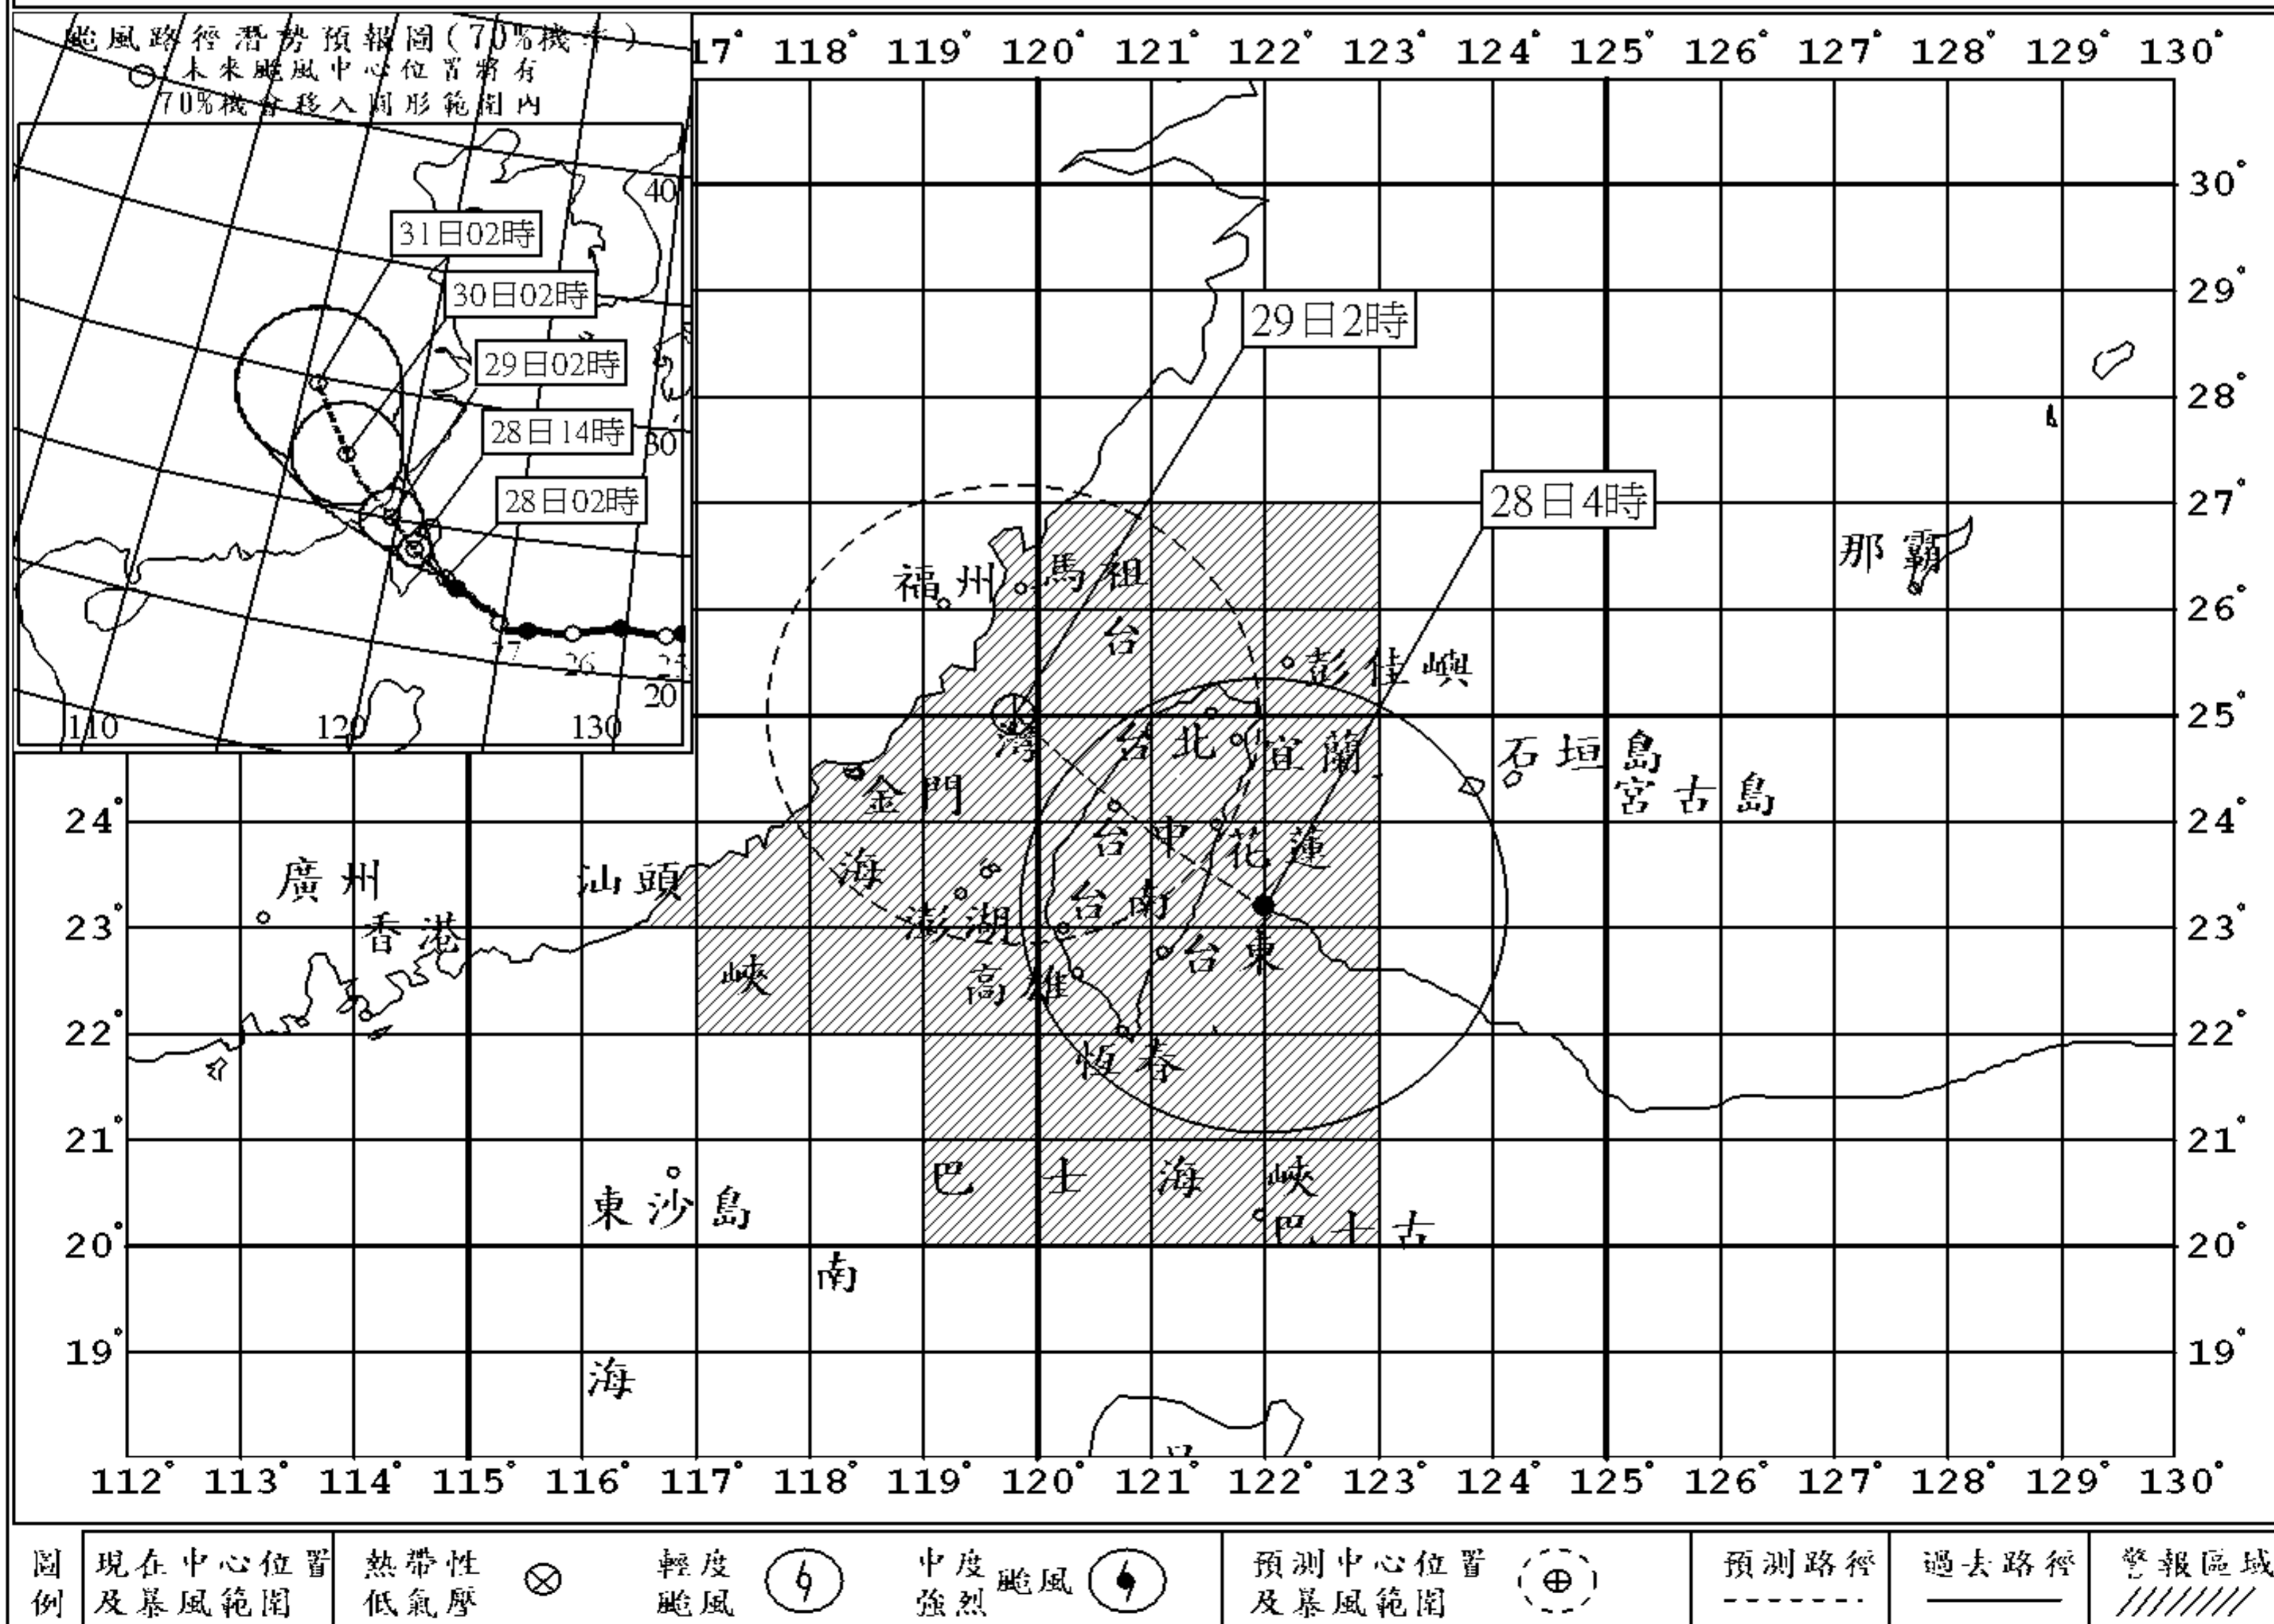 颱風路徑潛勢預報圖(70%機率)
○:未來颱風中心位置將有
70%機會移入圓形範圍內
17° 118° 119° 120° 121° 122° 123° 124° 125° 126° 127° 128° 129° 130°
40
31日02時
30日02時
29日02時
28日14時
30
28日02時
27 26 25
20
110 120 130
30°
29°
29日2時
28°
28日4時
27°
那霸
福州 馬祖
26°
台
彭佳嶼
25°
灣
台北 宜蘭
石垣島
宮古島
金門
24° 24°
台中 花蓮
海
廣州 汕頭
台南
香港
澎湖
23° 23°
台東
峽
高雄
22° 22°
恆春
21° 21°
巴士海峽
東沙島
巴士古
20° 20°
南
19° 19°
海
呂
112° 113° 114° 115° 116° 117° 118° 119° 120° 121° 122° 123° 124° 125° 126° 127° 128° 129° 130°
圖例
現在中心位置
及暴風範圍
熱帶性
低氣壓
輕度
颱風
中度
強烈
颱風
預測中心位置
及暴風範圍
預測路徑
過去路徑
警報區域